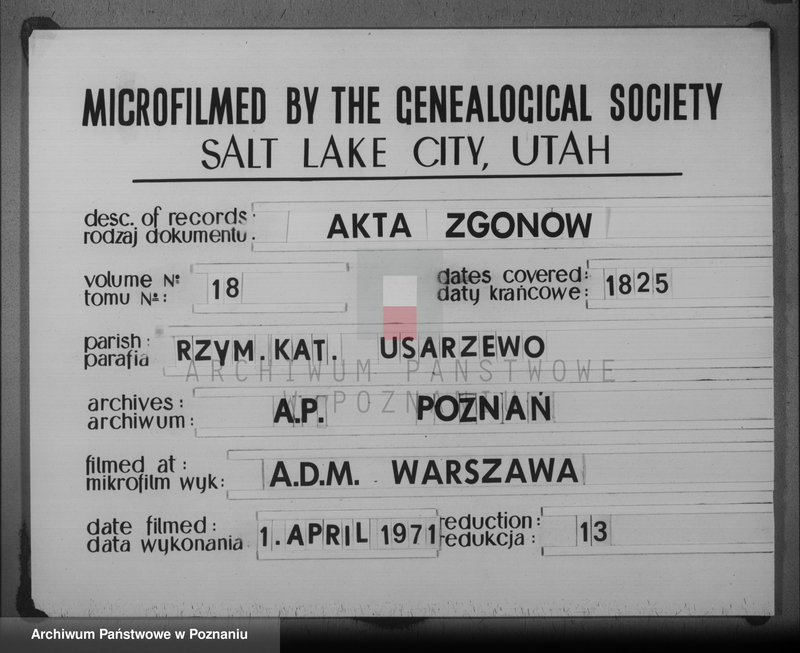 MICROFILMED BY THE GENEALOGICAL SOCIETY
SALT LAKE CITY, UTAH
desc. of records:
rodzaj dokumentu.
AKTA ZGONÓW
volume №
tomu №:
18
dates covered:
daty krańcowe:
1825
parish:
parafia
RZYM. KAT. USARZEWO
ARCHIWUM PAŃSTWOWE
W POZNANIU
archives:
archiwum:
A.P. POZNAŃ
filmed at:
mikrofilm wyk:
A.D.M. WARSZAWA
date filmed:
data wykonania
1. APRIL 1971
reduction:
redukcja:
13
Archiwum Państwowe w Poznaniu